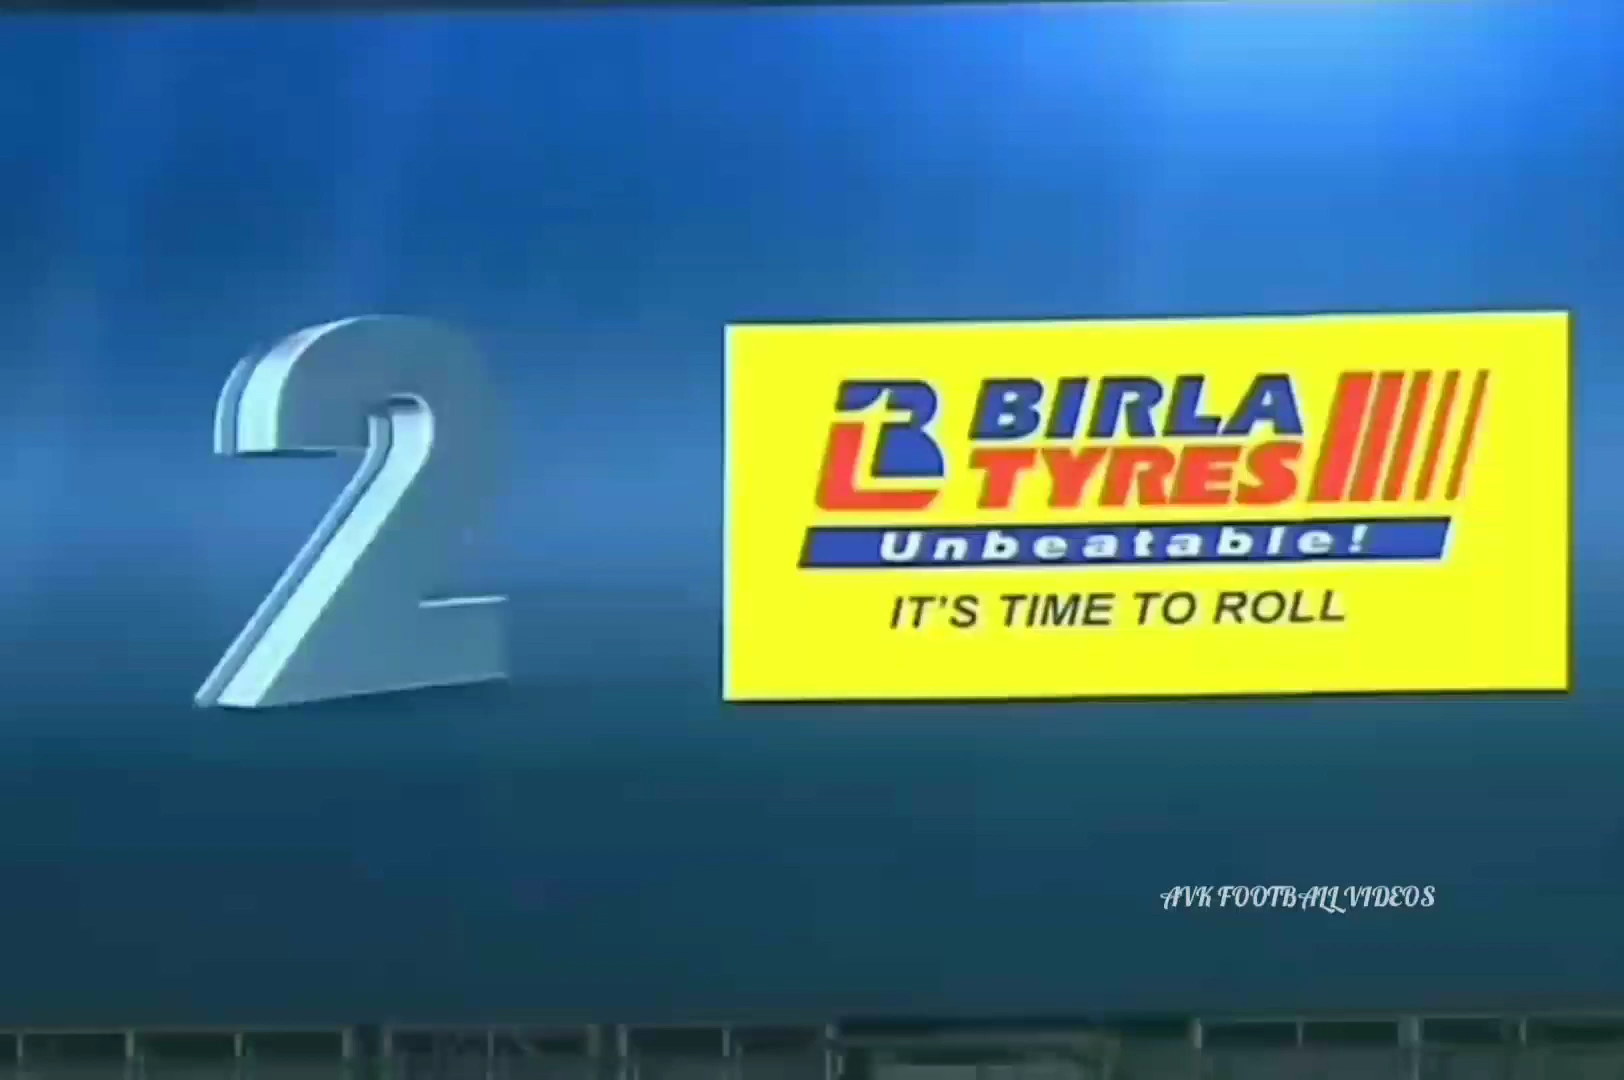 2
BIRLA
TYRES
Unbeatable!
IT'S TIME TO ROLL
AVK FOOTBALL VIDEOS